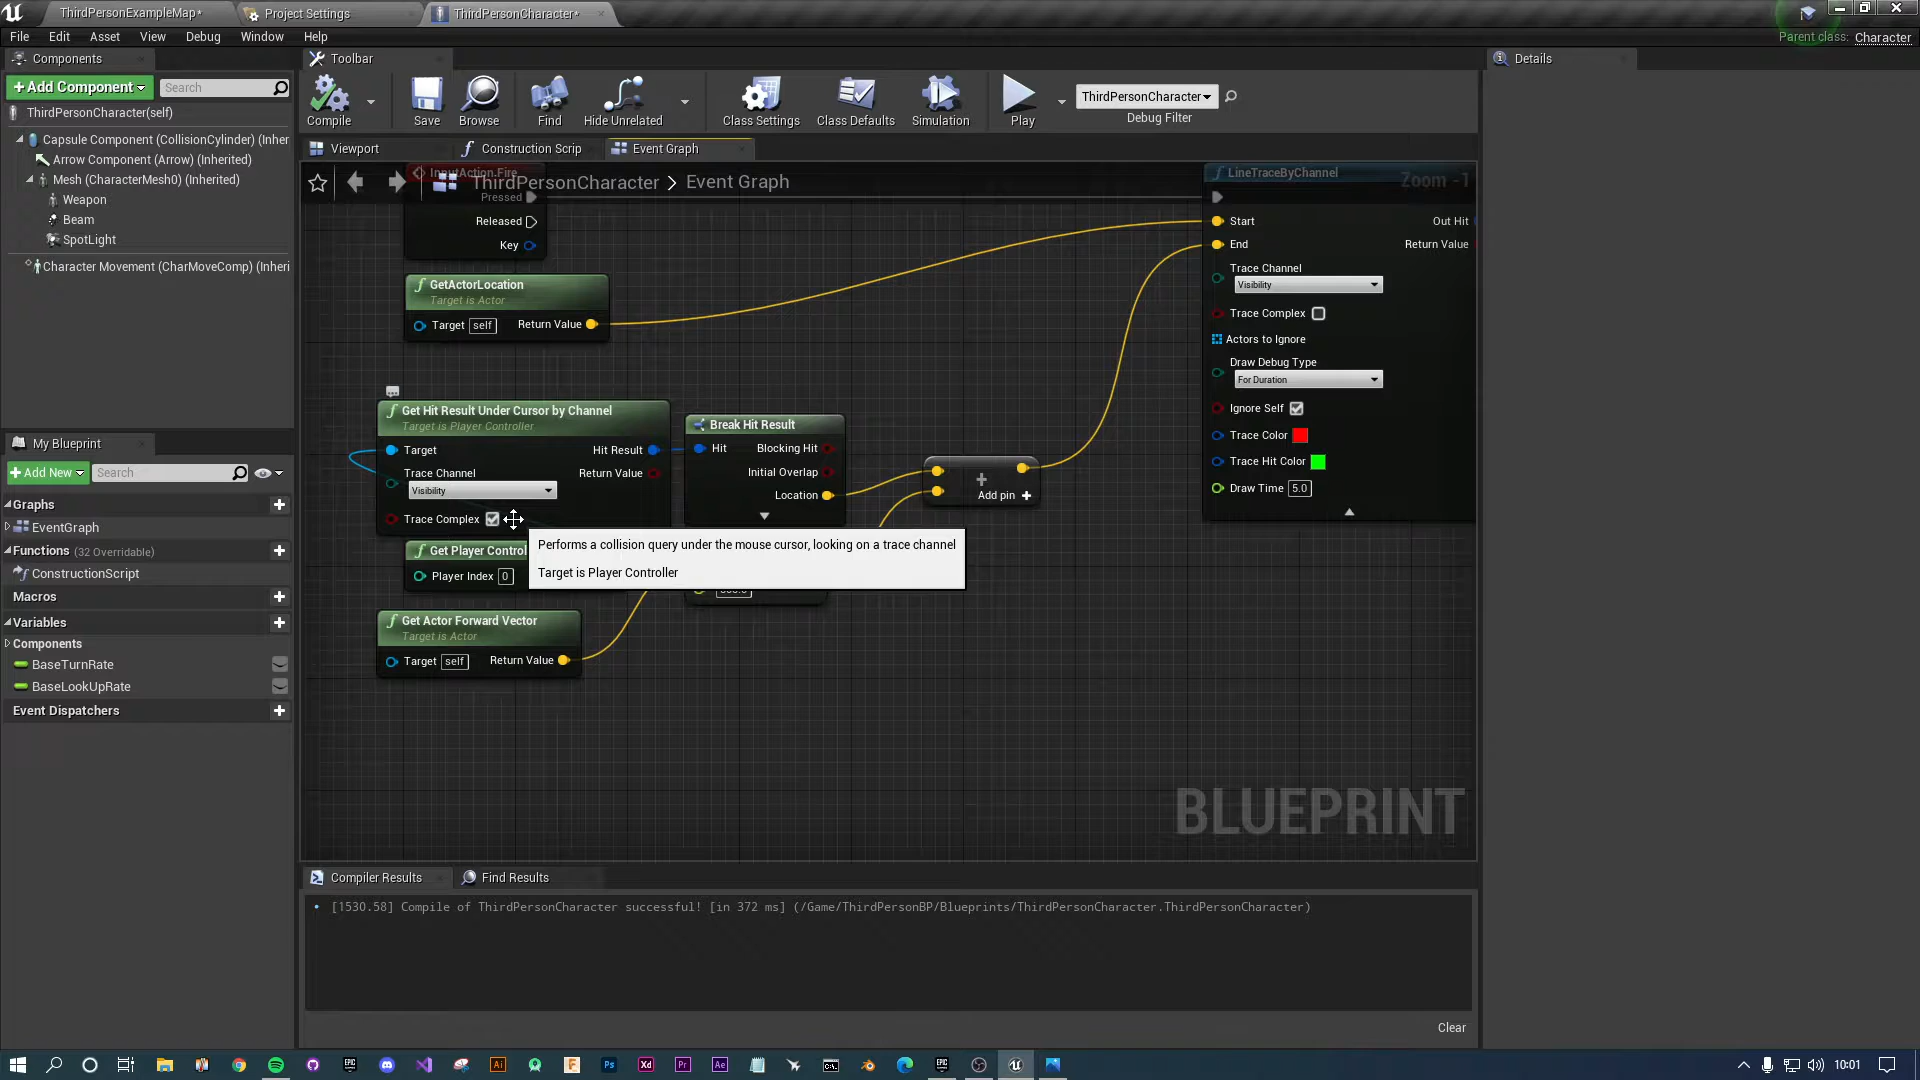 ThirdPersonExampleMap*
Project Settings
ThirdPersonCharacter*
File Edit Asset View Debug Window Help
Parent class: Character
Components
Toolbar
Details
+ Add Component
Search
ThirdPersonCharacter(self)
Capsule Component (CollisionCylinder) (Inher
Arrow Component (Arrow) (Inherited)
Mesh (CharacterMesh0) (Inherited)
Weapon
Beam
SpotLight
Character Movement (CharMoveComp) (Inheri
Compile
Save
Browse
Find
Hide Unrelated
Class Settings
Class Defaults
Simulation
Play
ThirdPersonCharacter
Debug Filter
Viewport
Construction Scrip
Event Graph
ThirdPersonCharacter > Event Graph
Zoom -1
InputAction Fire
Pressed
Released
Key
GetActorLocation
Target is Actor
Target self Return Value
Get Hit Result Under Cursor by Channel
Target is Player Controller
Target Hit Result
Trace Channel Return Value
Visibility
Trace Complex
Break Hit Result
Hit Blocking Hit
Initial Overlap
Location
Add pin +
Get Player Control
Player Index 0
Performs a collision query under the mouse cursor, looking on a trace channel
Target is Player Controller
Get Actor Forward Vector
Target is Actor
Target self Return Value
LineTraceByChannel
Start Out Hit
End Return Value
Trace Channel
Visibility
Trace Complex
Actors to Ignore
Draw Debug Type
For Duration
Ignore Self
Trace Color
Trace Hit Color
Draw Time 5.0
BLUEPRINT
My Blueprint
+ Add New
Search
Graphs
EventGraph
Functions (32 Overridable)
ConstructionScript
Macros
Variables
Components
BaseTurnRate
BaseLookUpRate
Event Dispatchers
Compiler Results
Find Results
[1530.58] Compile of ThirdPersonCharacter successful! [in 372 ms] (/Game/ThirdPersonBP/Blueprints/ThirdPersonCharacter.ThirdPersonCharacter)
Clear
Ai
Ps
Xd
Pr
Ae
10:01